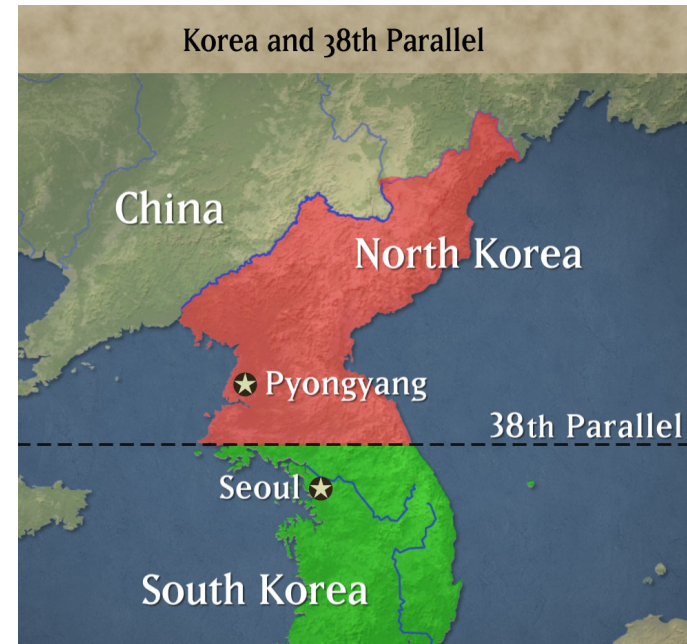 Korea and 38th Parallel
China
North Korea
Pyongyang
38th Parallel
Seoul
South Korea